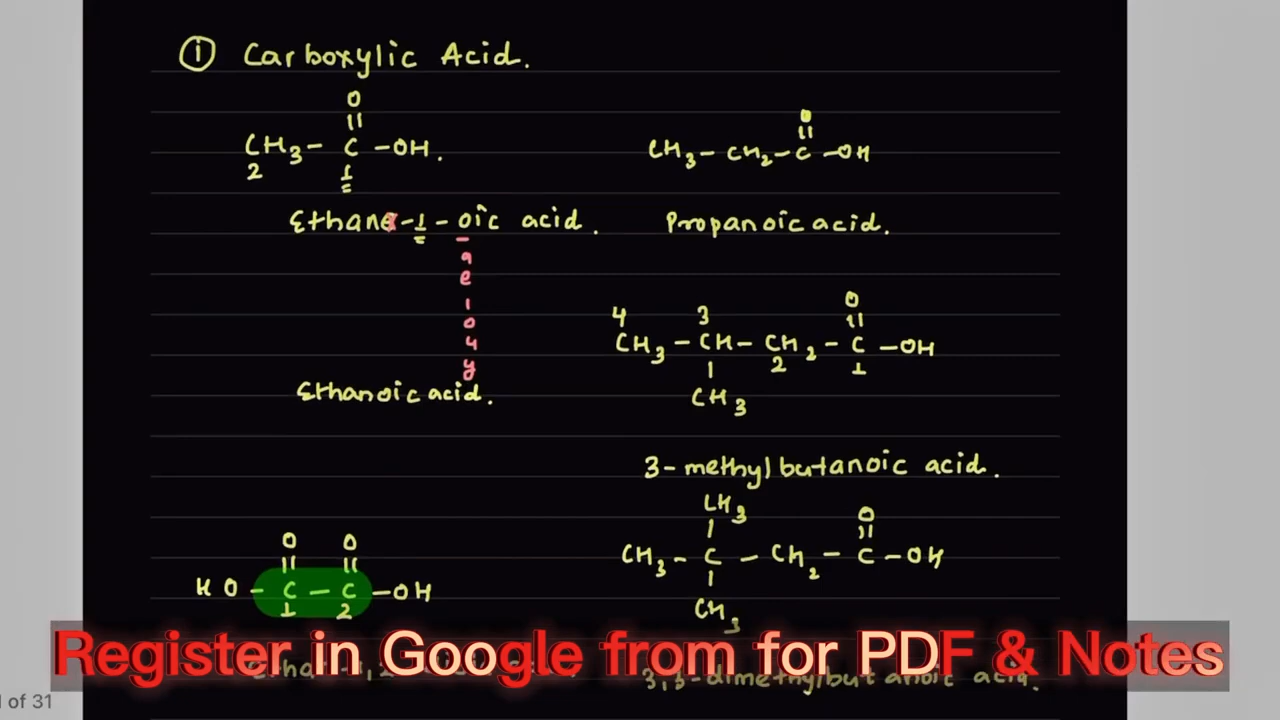 ① Carboxylic Acid.
O
||
CH3 - C - OH.
2 1
Ethane - 1 - oic acid.
a
e
i
o
u
y
Ethanoic acid.
O O
|| ||
HO - C - C - OH
1 2
O
||
CH3 - CH2 - C - OH
Propanoic acid.
4 3 O
||
CH3 - CH - CH2 - C - OH
| 2 1
CH3
3-methylbutanoic acid.
CH3 O
| ||
CH3 - C - CH2 - C - OH
|
CH3
3,3-dimethylbutanoic acid.
Register in Google from for PDF & Notes
of 31